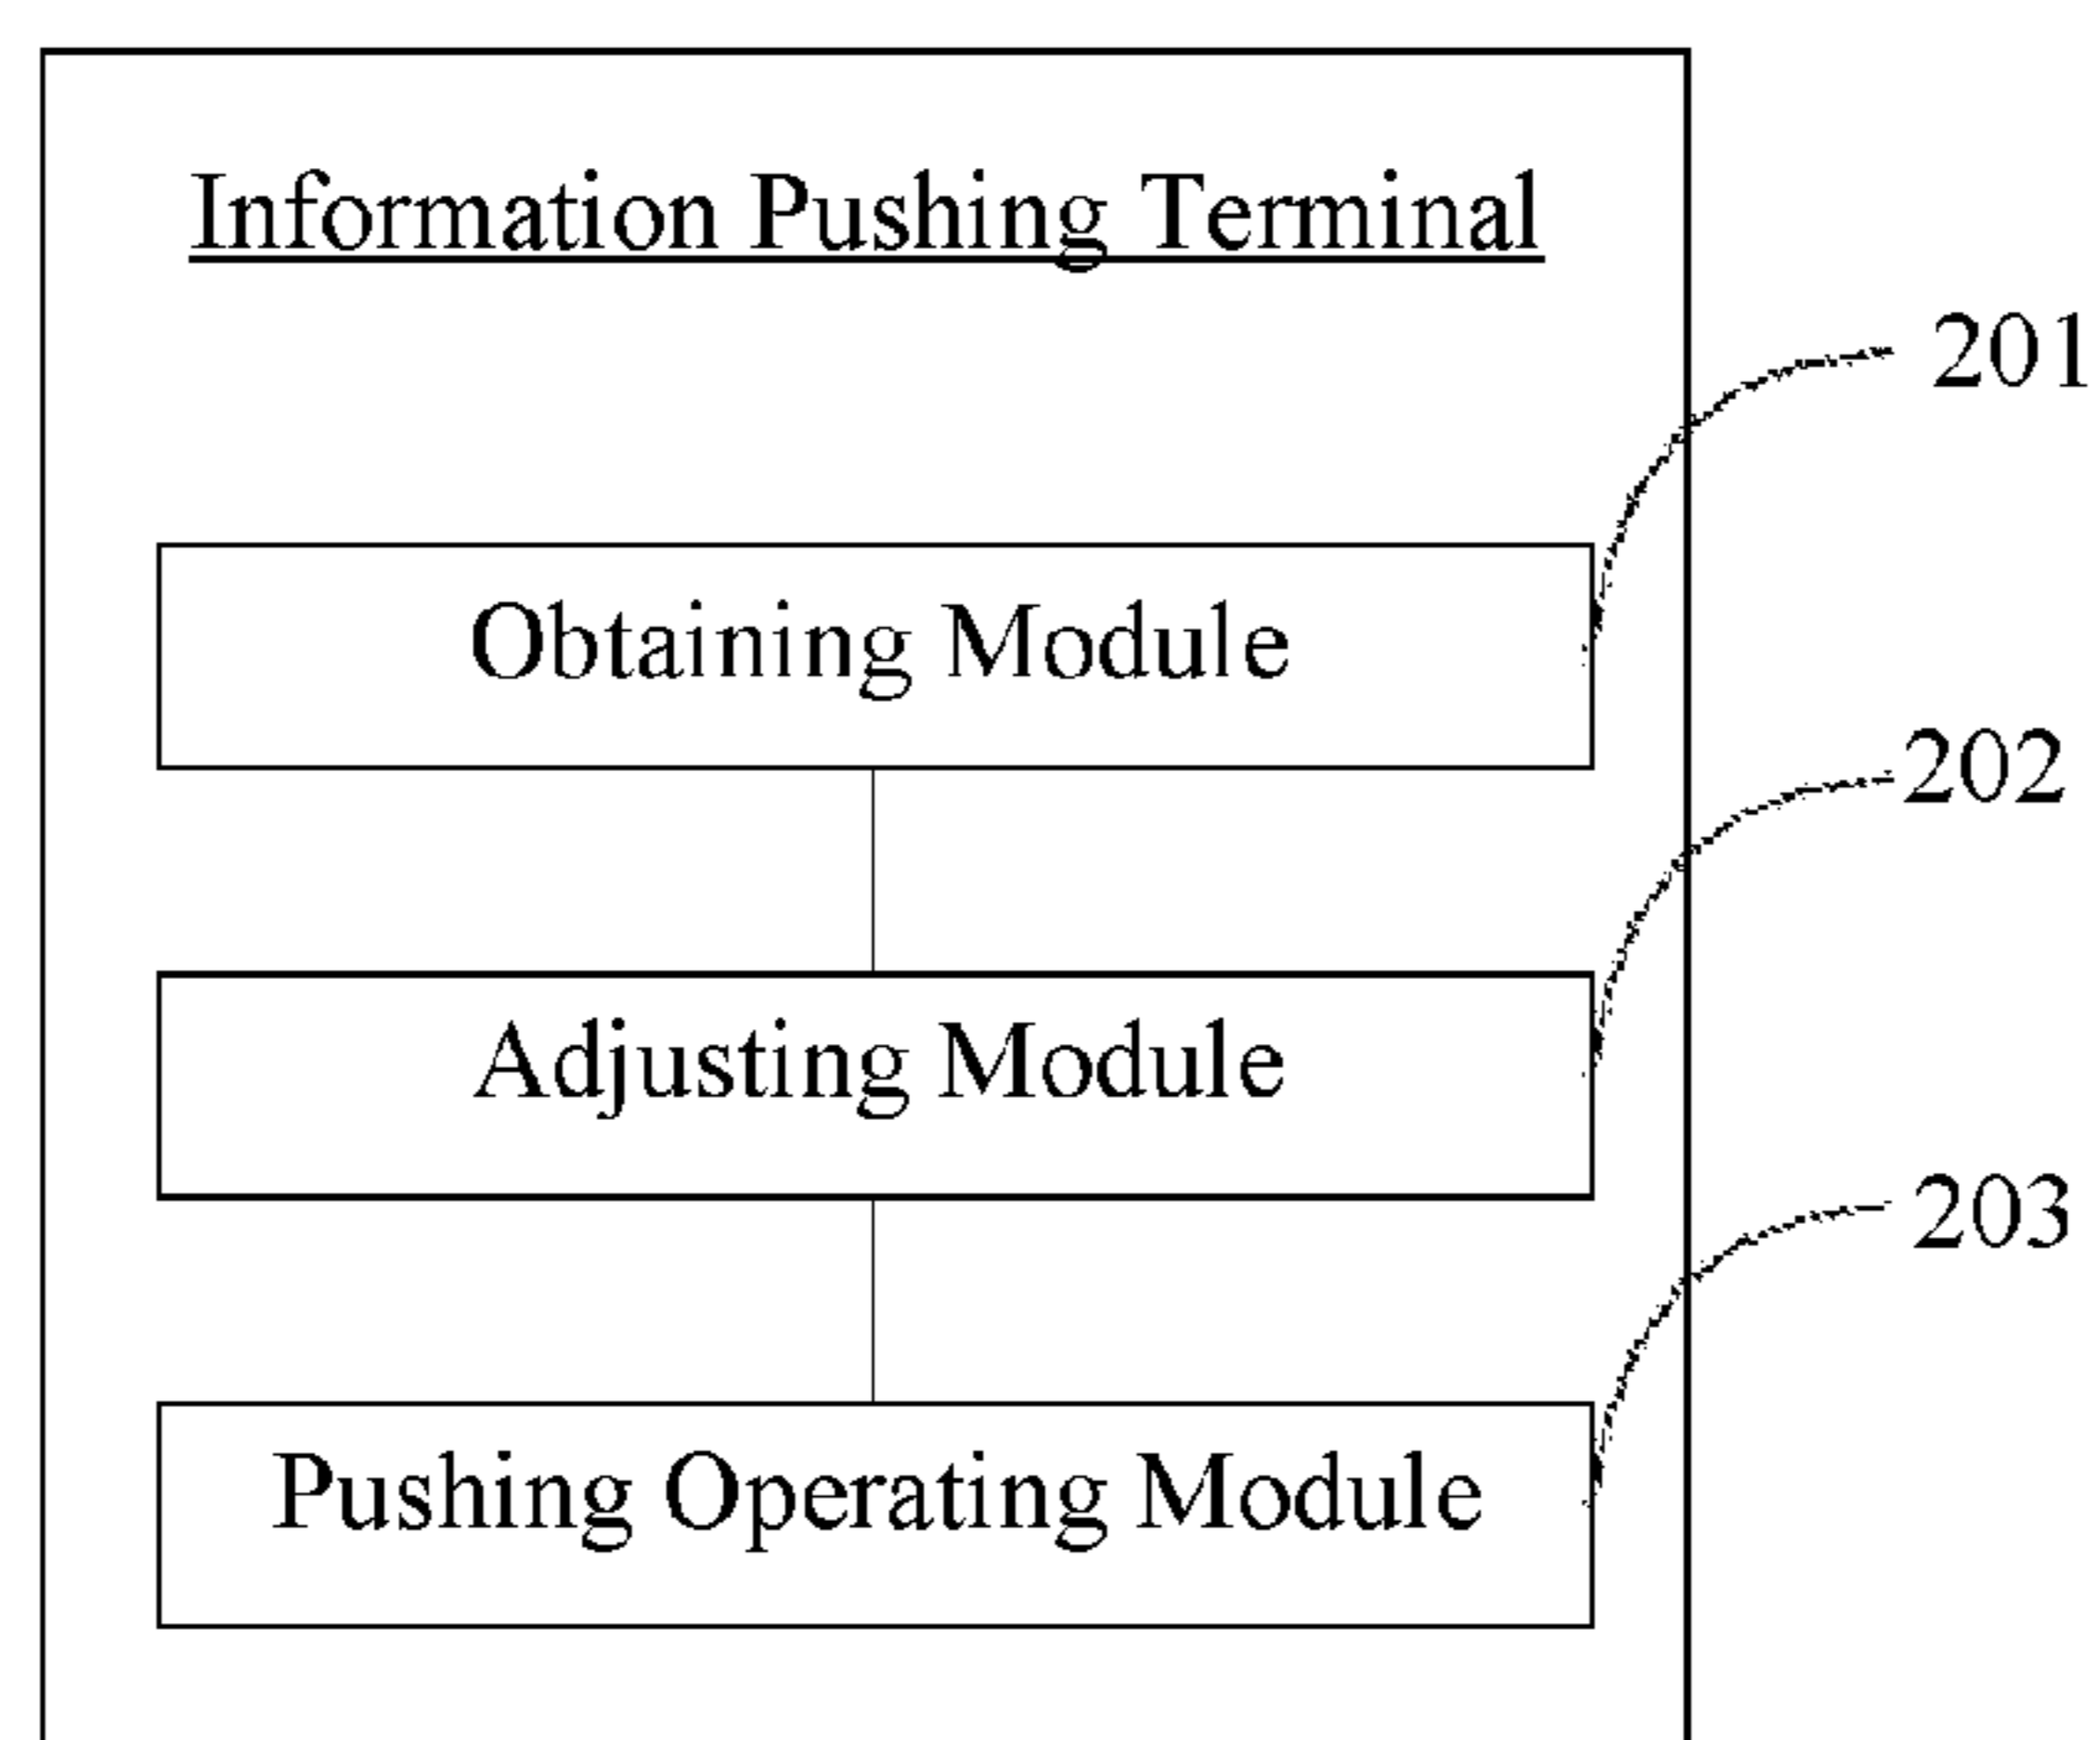 Information Pushing Terminal
201
Obtaining Module
202
Adjusting Module
203
Pushing Operating Module